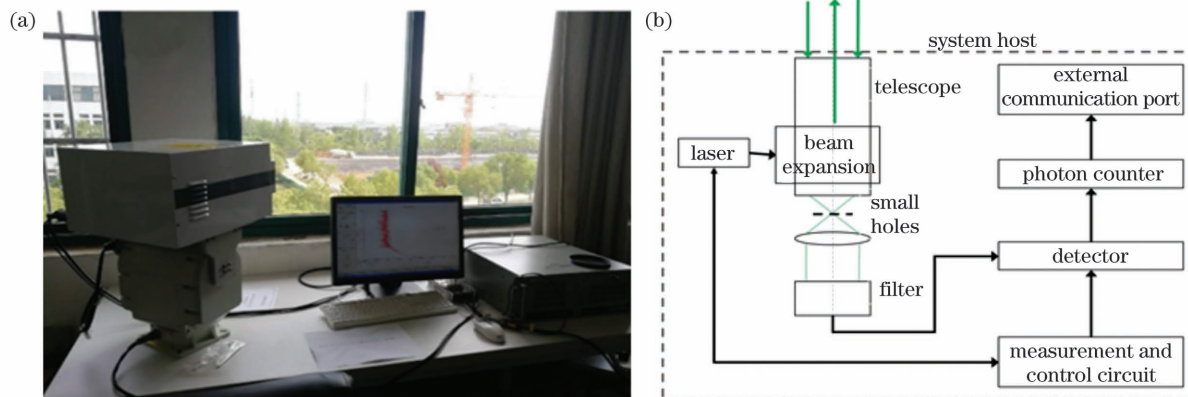 (a)
(b)
system host
telescope
external
communication port
laser
beam
expansion
photon counter
small
holes
detector
filter
measurement and
control circuit